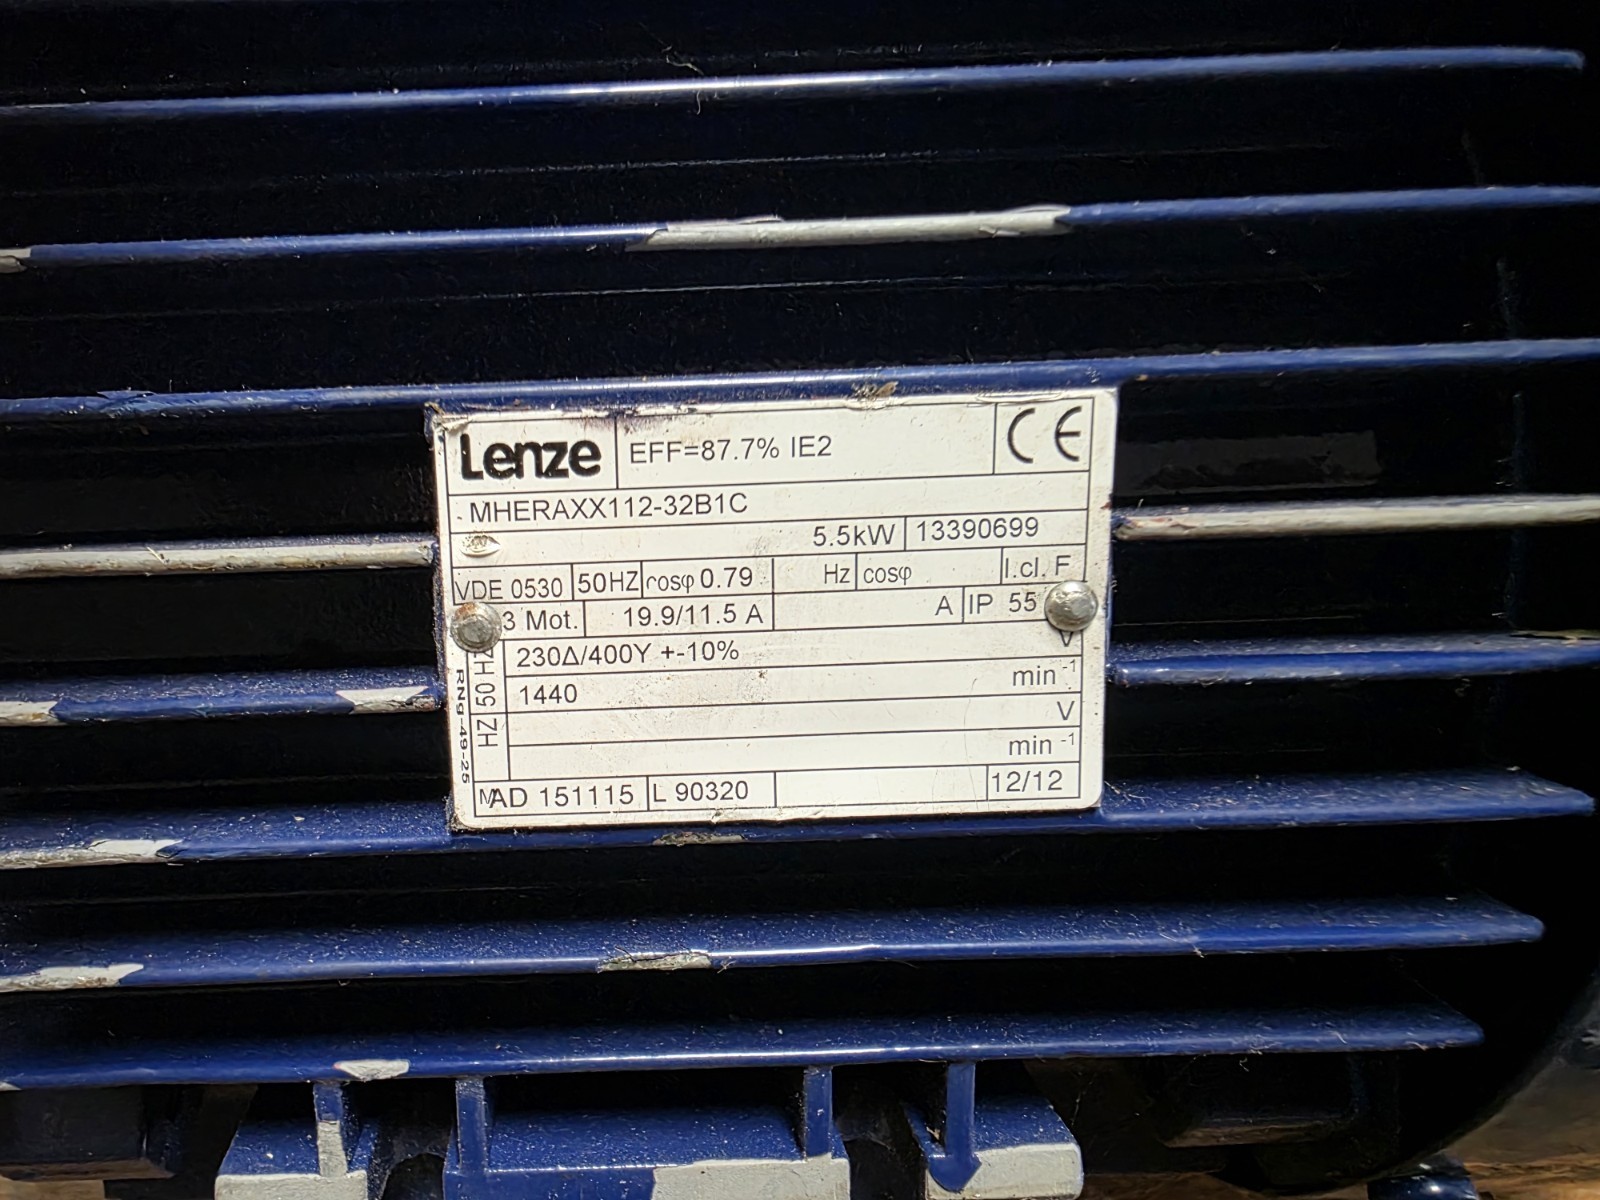 Lenze EFF=87.7% IE2 CE
MHERAXX112-32B1C
5.5kW 13390699
VDE 0530 50HZ cosφ 0.79 Hz cosφ I.cl. F
3 Mot. 19.9/11.5 A A IP 55
50 HZ 230Δ/400Y +-10% V
1440 min -1
HZ V
min -1
MAD 151115 L 90320 12/12
RNg-49-25